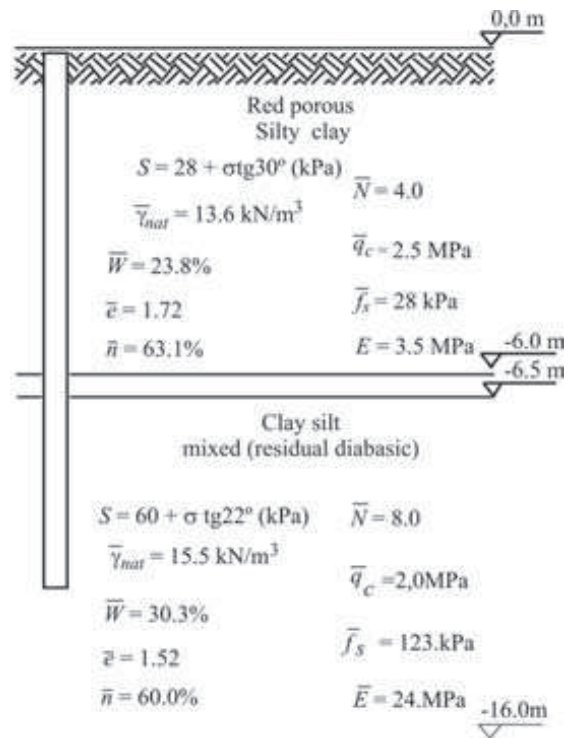 0,0 m
Red porous
Silty clay
S = 28 + σtg30º (kPa)
N̅ = 4.0
γ̅nat = 13.6 kN/m³
q̅c = 2.5 MPa
W̅ = 23.8%
f̅s = 28 kPa
e̅ = 1.72
E = 3.5 MPa
n̅ = 63.1%
-6.0 m
-6.5 m
Clay silt
mixed (residual diabasic)
S = 60 + σ tg22º (kPa)
N̅ = 8.0
γ̅nat = 15.5 kN/m³
q̅c = 2,0MPa
W̅ = 30.3%
f̅s = 123.kPa
e̅ = 1.52
n̅ = 60.0%
E̅ = 24.MPa
-16.0m